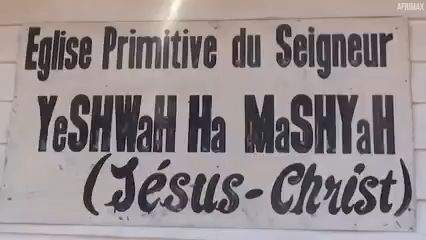 AFRIMAX
Eglise Primitive du Seigneur
YeSHWaH Ha MaSHYaH
(Jésus-Christ)